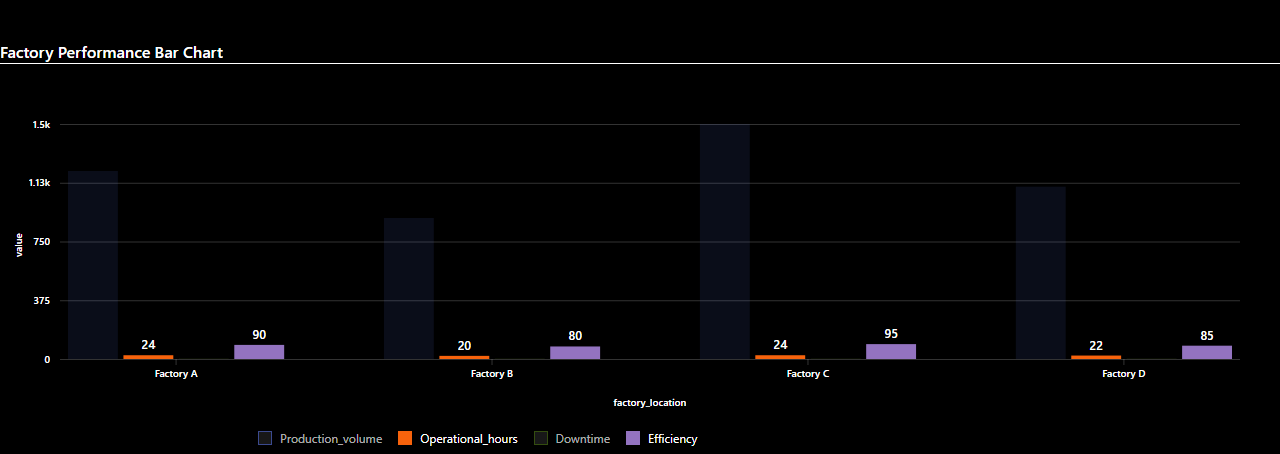 Factory Performance Bar Chart
1.5k
1.13k
750
375
0
value
24
90
20
80
24
95
22
85
Factory A
Factory B
Factory C
Factory D
factory_location
Production_volume
Operational_hours
Downtime
Efficiency